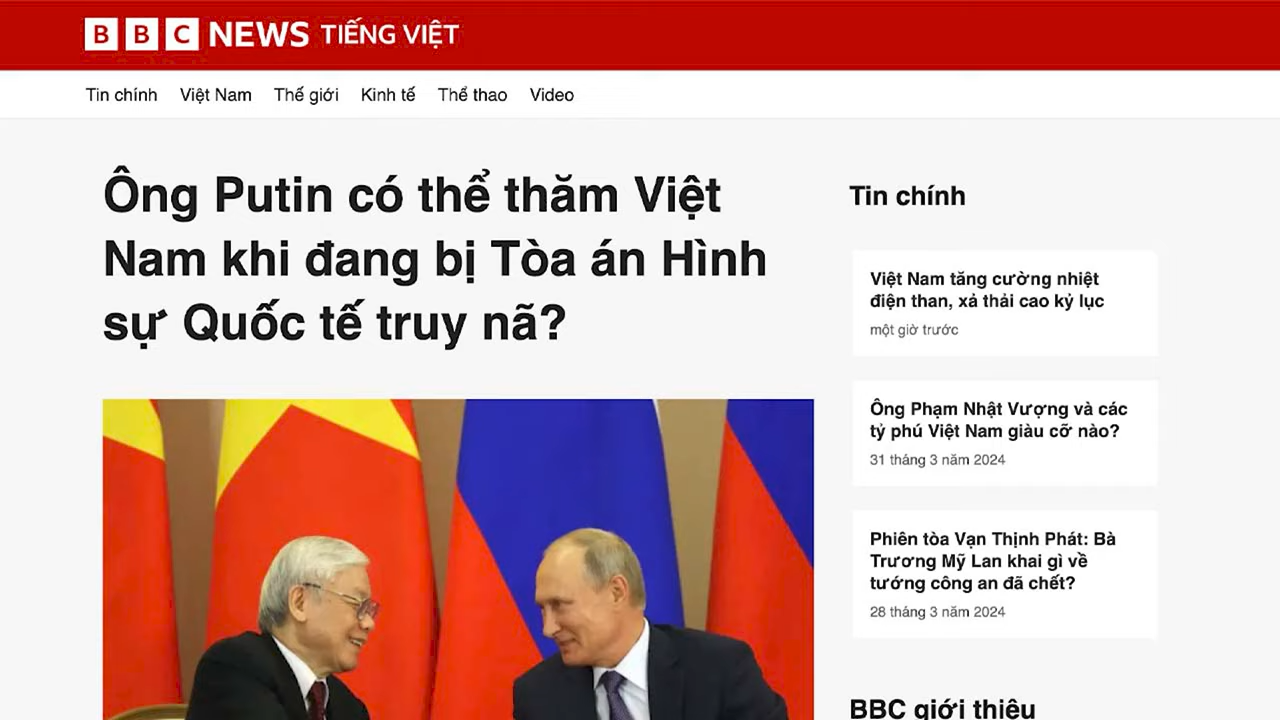 BBC NEWS TIẾNG VIỆT
Tin chính Việt Nam Thế giới Kinh tế Thể thao Video
Ông Putin có thể thăm Việt
Nam khi đang bị Tòa án Hình
sự Quốc tế truy nã?
Tin chính
Việt Nam tăng cường nhiệt
điện than, xả thải cao kỷ lục
một giờ trước
Ông Phạm Nhật Vượng và các
tỷ phú Việt Nam giàu cỡ nào?
31 tháng 3 năm 2024
Phiên tòa Vạn Thịnh Phát: Bà
Trương Mỹ Lan khai gì về
tướng công an đã chết?
28 tháng 3 năm 2024
BBC giới thiệu